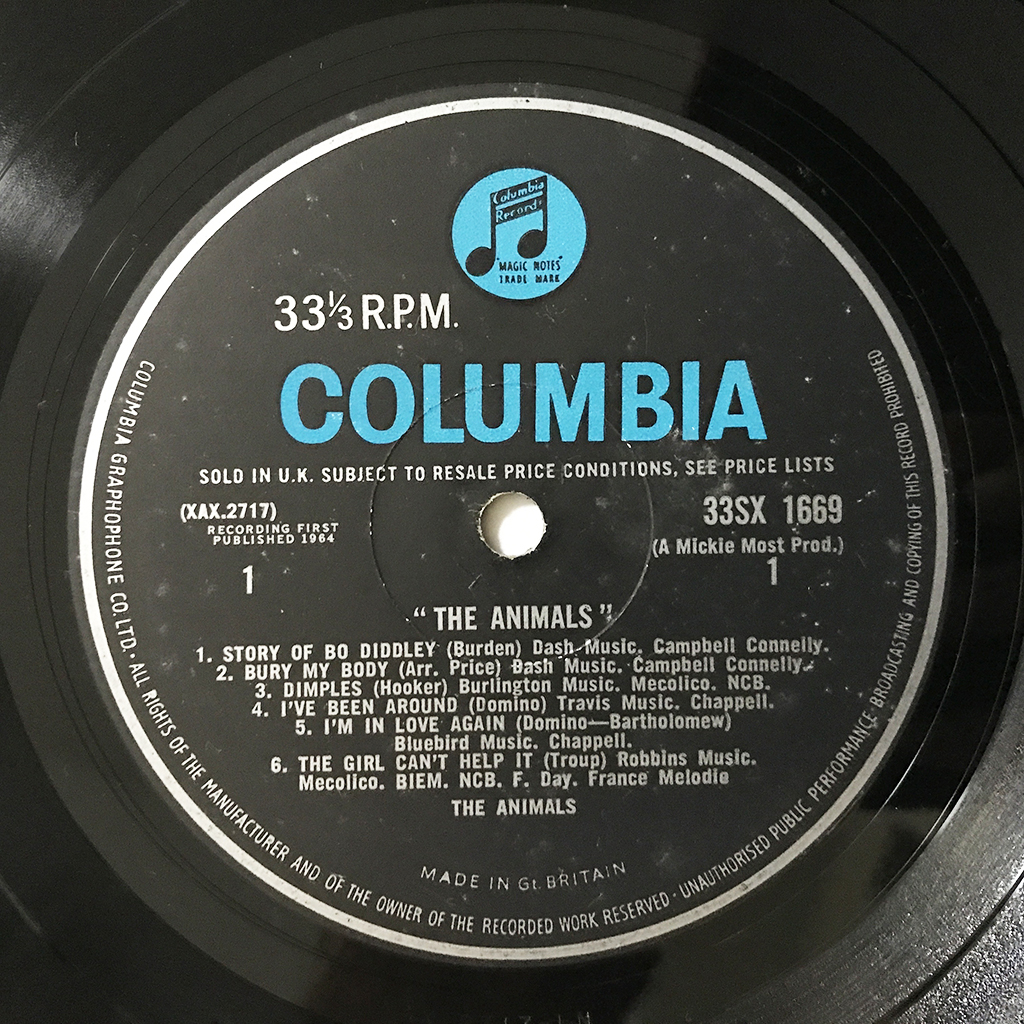 Columbia
Records
"MAGIC NOTES"
TRADE MARK
33⅓ R.P.M.
COLUMBIA
SOLD IN U.K. SUBJECT TO RESALE PRICE CONDITIONS, SEE PRICE LISTS
(XAX.2717)
RECORDING FIRST
PUBLISHED 1964
1
33SX 1669
(A Mickie Most Prod.)
1
"THE ANIMALS"
1. STORY OF BO DIDDLEY (Burden) Dash Music. Campbell Connelly.
2. BURY MY BODY (Arr. Price) Dash Music. Campbell Connelly.
3. DIMPLES (Hooker) Burlington Music. Mecolico. NCB.
4. I'VE BEEN AROUND (Domino) Travis Music. Chappell.
5. I'M IN LOVE AGAIN (Domino—Bartholomew)
Bluebird Music. Chappell.
6. THE GIRL CAN'T HELP IT (Troup) Robbins Music.
Mecolico. BIEM. NCB. F. Day. France Melodie
THE ANIMALS
MADE IN Gt. BRITAIN
COLUMBIA GRAPHOPHONE CO. LTD. · ALL RIGHTS OF THE MANUFACTURER AND OF THE OWNER OF THE RECORDED WORK RESERVED · UNAUTHORISED PUBLIC PERFORMANCE BROADCASTING AND COPYING OF THIS RECORD PROHIBITED